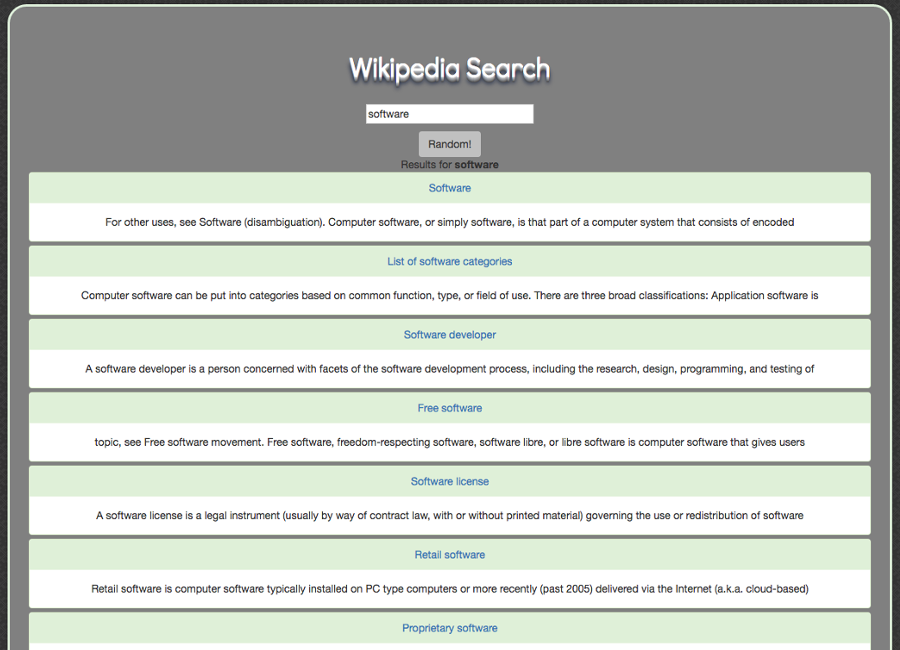 Wikipedia Search
software
Random!
Results for software
Software
For other uses, see Software (disambiguation). Computer software, or simply software, is that part of a computer system that consists of encoded
List of software categories
Computer software can be put into categories based on common function, type, or field of use. There are three broad classifications: Application software is
Software developer
A software developer is a person concerned with facets of the software development process, including the research, design, programming, and testing of
Free software
topic, see Free software movement. Free software, freedom-respecting software, software libre, or libre software is computer software that gives users
Software license
A software license is a legal instrument (usually by way of contract law, with or without printed material) governing the use or redistribution of software
Retail software
Retail software is computer software typically installed on PC type computers or more recently (past 2005) delivered via the Internet (a.k.a. cloud-based)
Proprietary software